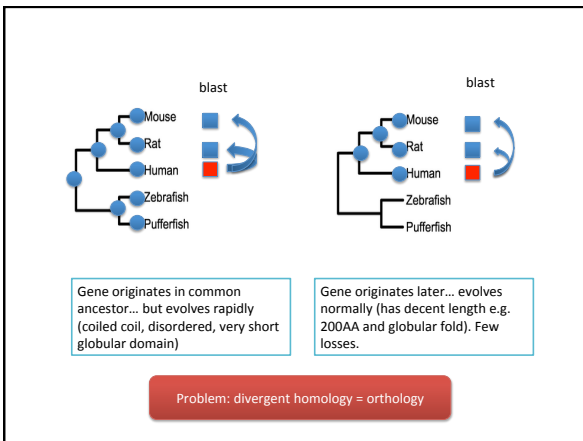 blast
Mouse
Rat
Human
Zebrafish
Pufferfish
blast
Mouse
Rat
Human
Zebrafish
Pufferfish
Gene originates in common
ancestor… but evolves rapidly
(coiled coil, disordered, very short
globular domain)
Gene originates later… evolves
normally (has decent length e.g.
200AA and globular fold). Few
losses.
Problem: divergent homology = orthology